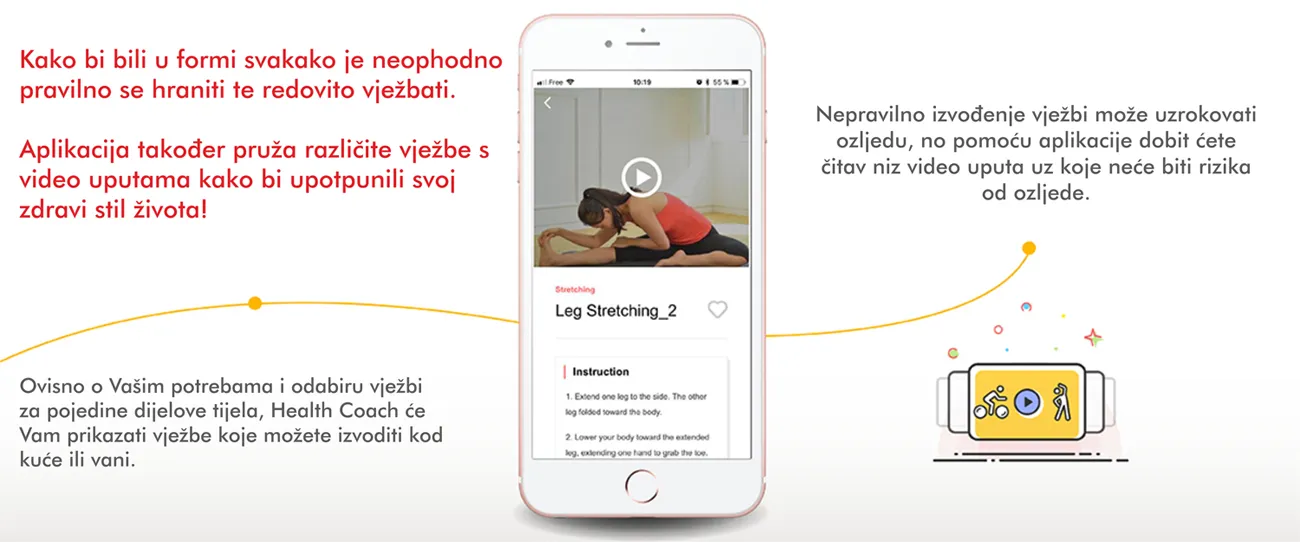 Kako bi bili u formi svakako je neophodno
pravilno se hraniti te redovito vježbati.
Aplikacija također pruža različite vježbe s
video uputama kako bi upotpunili svoj
zdravi stil života!
Ovisno o Vašim potrebama i odabiru vježbi
za pojedine dijelove tijela, Health Coach će
Vam prikazati vježbe koje možete izvoditi kod
kuće ili vani.
Free
10:19
55 %
Stretching
Leg Stretching_2
Instruction
1. Extend one leg to the side. The other
leg folded toward the body.
2. Lower your body toward the extended
leg, extending one hand to grab the toe.
Nepravilno izvođenje vježbi može uzrokovati
ozljedu, no pomoću aplikacije dobit ćete
čitav niz video uputa uz koje neće biti rizika
od ozljede.